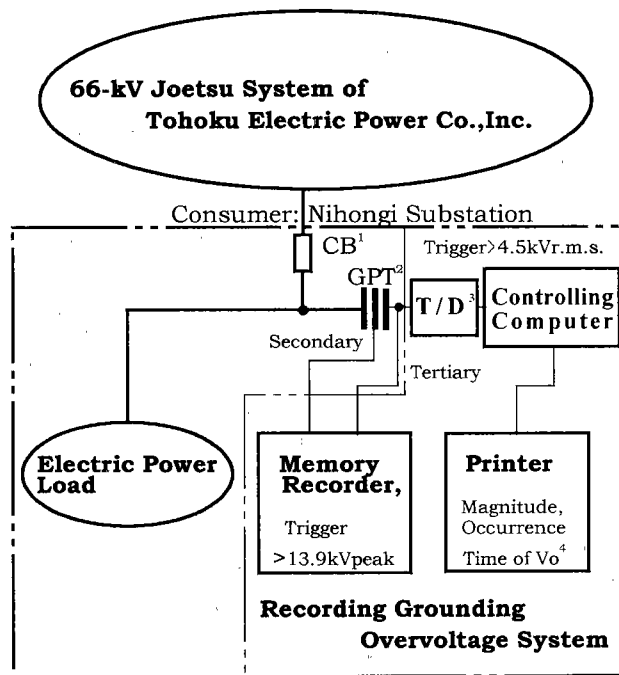 66-kV Joetsu System of
Tohoku Electric Power Co.,Inc.
Consumer: Nihongi Substation
CB¹
Trigger>4.5kVr.m.s.
GPT²
T/D³
Controlling
Computer
Secondary
Tertiary
Electric Power
Load
Memory
Recorder,
Trigger
>13.9kVpeak
Printer
Magnitude,
Occurrence
Time of Vo⁴
Recording Grounding
Overvoltage System